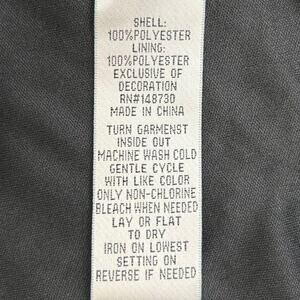 SHELL:
100%POLYESTER
LINING:
100%POLYESTER
EXCLUSIVE OF
DECORATION
RN#148730
MADE IN CHINA
TURN GARMENST
INSIDE OUT
MACHINE WASH COLD
GENTLE CYCLE
WITH LIKE COLOR
ONLY NON-CHLORINE
BLEACH WHEN NEEDED
LAY OR FLAT
TO DRY
IRON ON LOWEST
SETTING ON
REVERSE IF NEEDED